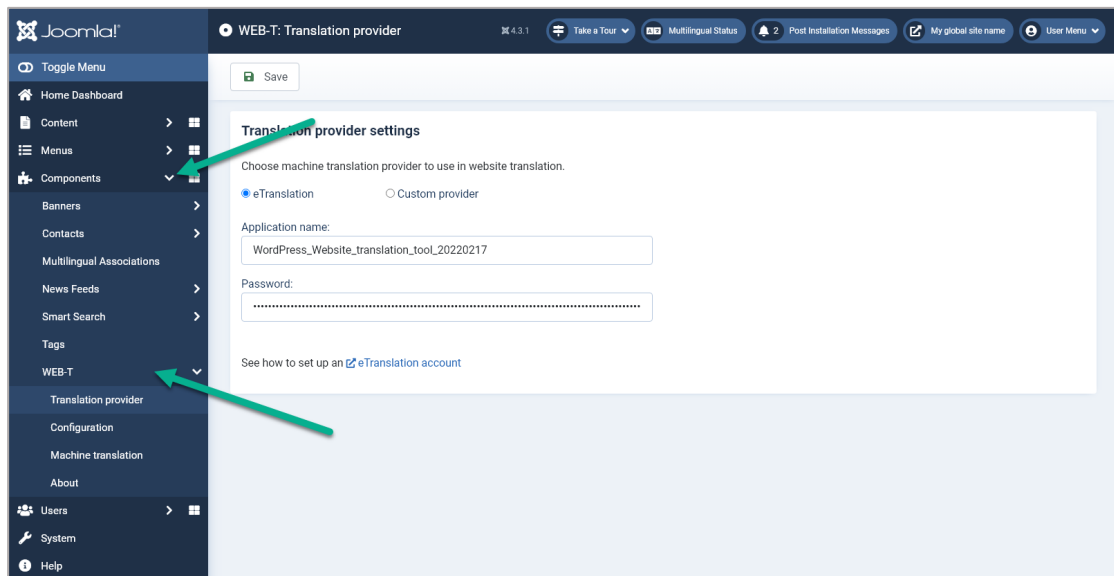 Joomla!®
WEB-T: Translation provider
4.3.1
Take a Tour
Multilingual Status
2 Post Installation Messages
My global site name
User Menu
Toggle Menu
Home Dashboard
Content
Menus
Components
Banners
Contacts
Multilingual Associations
News Feeds
Smart Search
Tags
WEB-T
Translation provider
Configuration
Machine translation
About
Users
System
Help
Save
Translation provider settings
Choose machine translation provider to use in website translation.
eTranslation
Custom provider
Application name:
WordPress_Website_translation_tool_20220217
Password:
See how to set up an eTranslation account